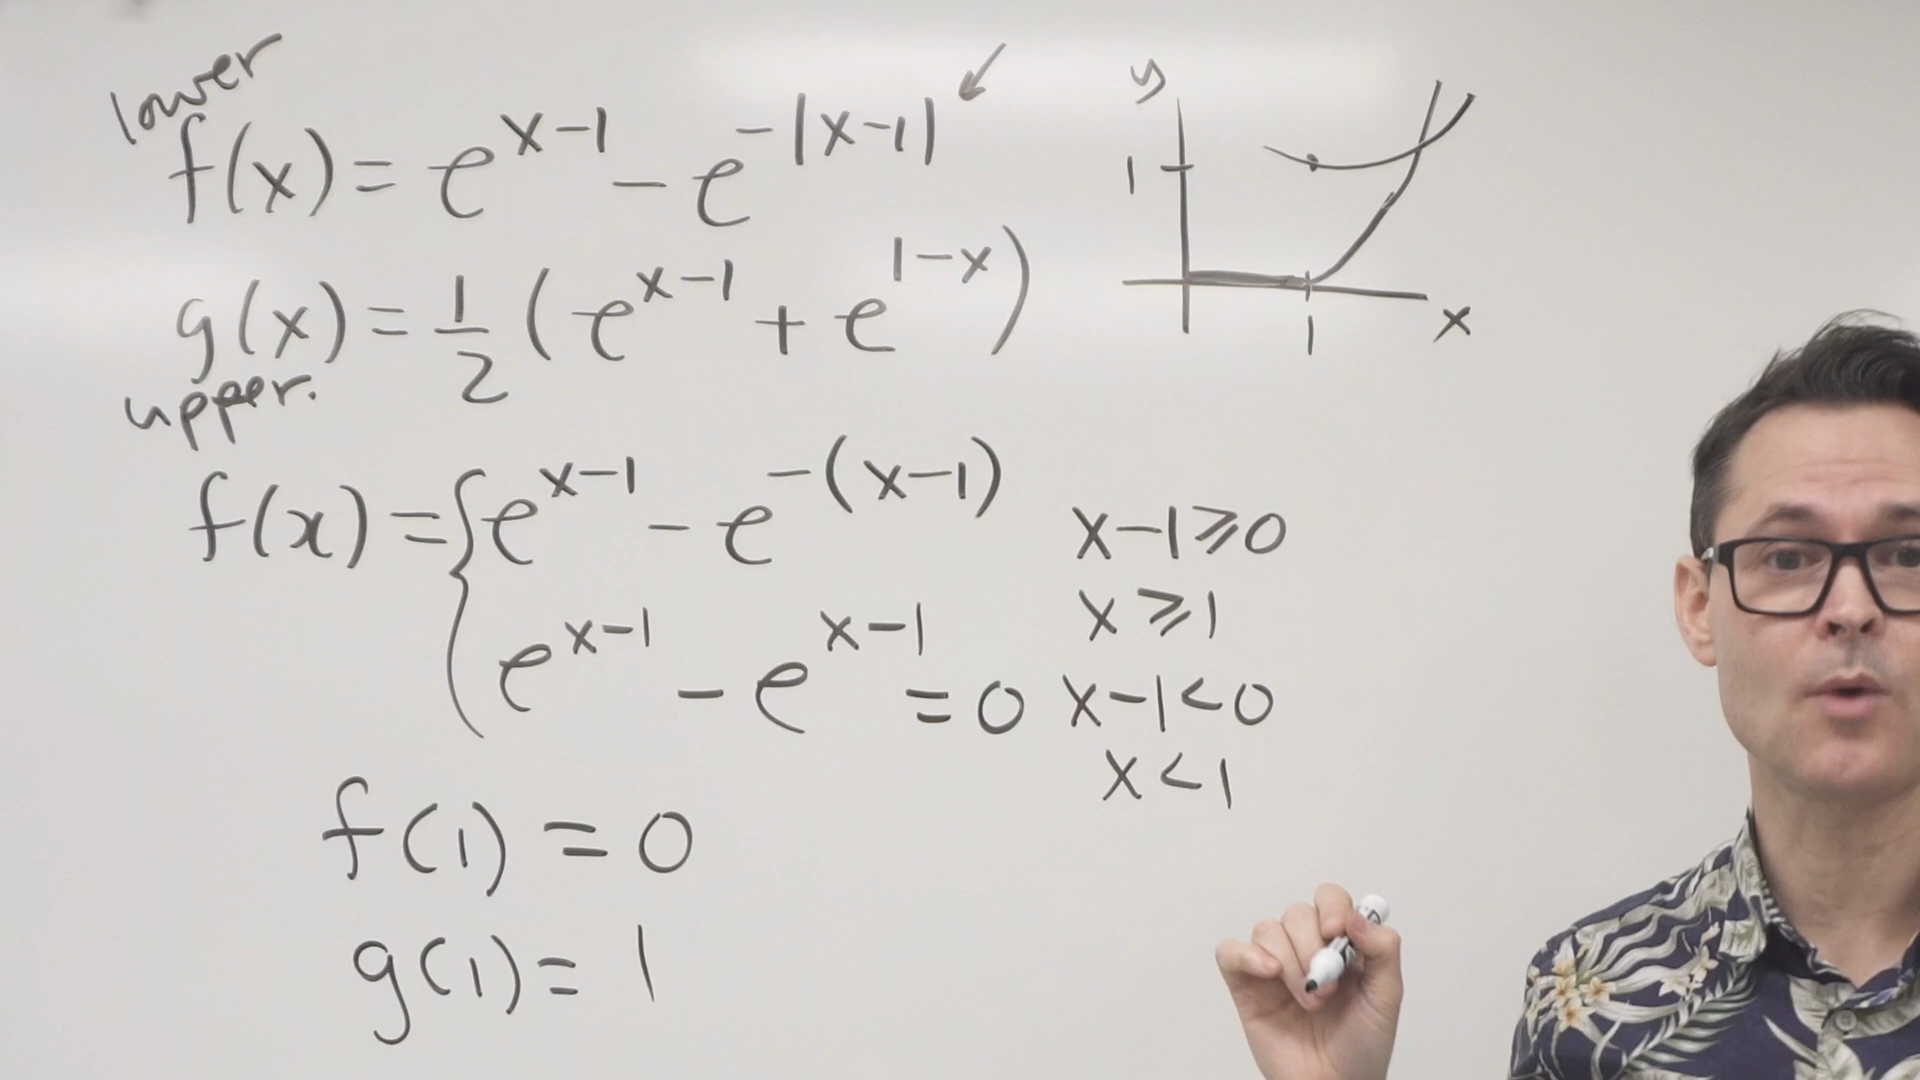 lower
f(x) = e^{x-1} - e^{-|x-1|}
g(x) = \frac{1}{2} ( e^{x-1} + e^{1-x} )
upper.
f(x) = { e^{x-1} - e^{-(x-1)} x-1 ⩾ 0
x ⩾ 1
e^{x-1} - e^{x-1} = 0 x-1 < 0
x < 1
f(1) = 0
g(1) = 1
y
1
1
x